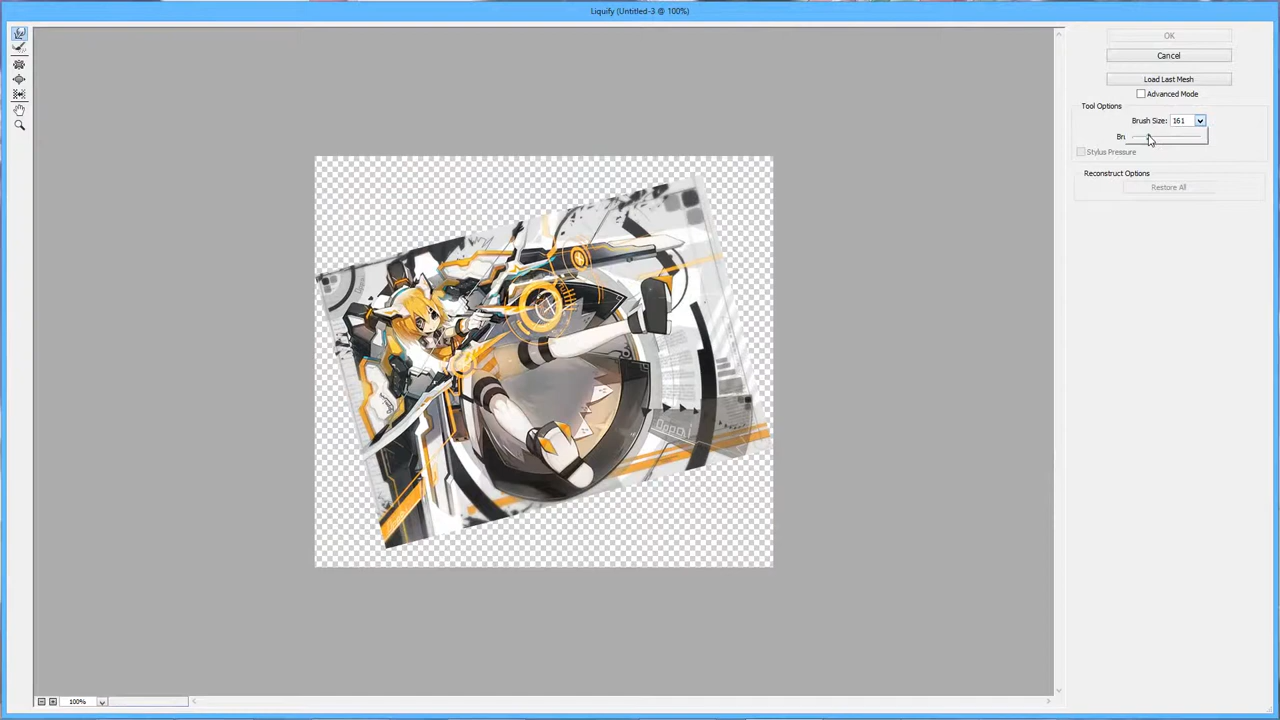 Liquify (Untitled-3 @ 100%)
OK
Cancel
Load Last Mesh
Advanced Mode
Tool Options
Brush Size: 161
Bru
Stylus Pressure
Reconstruct Options
Restore All
100%